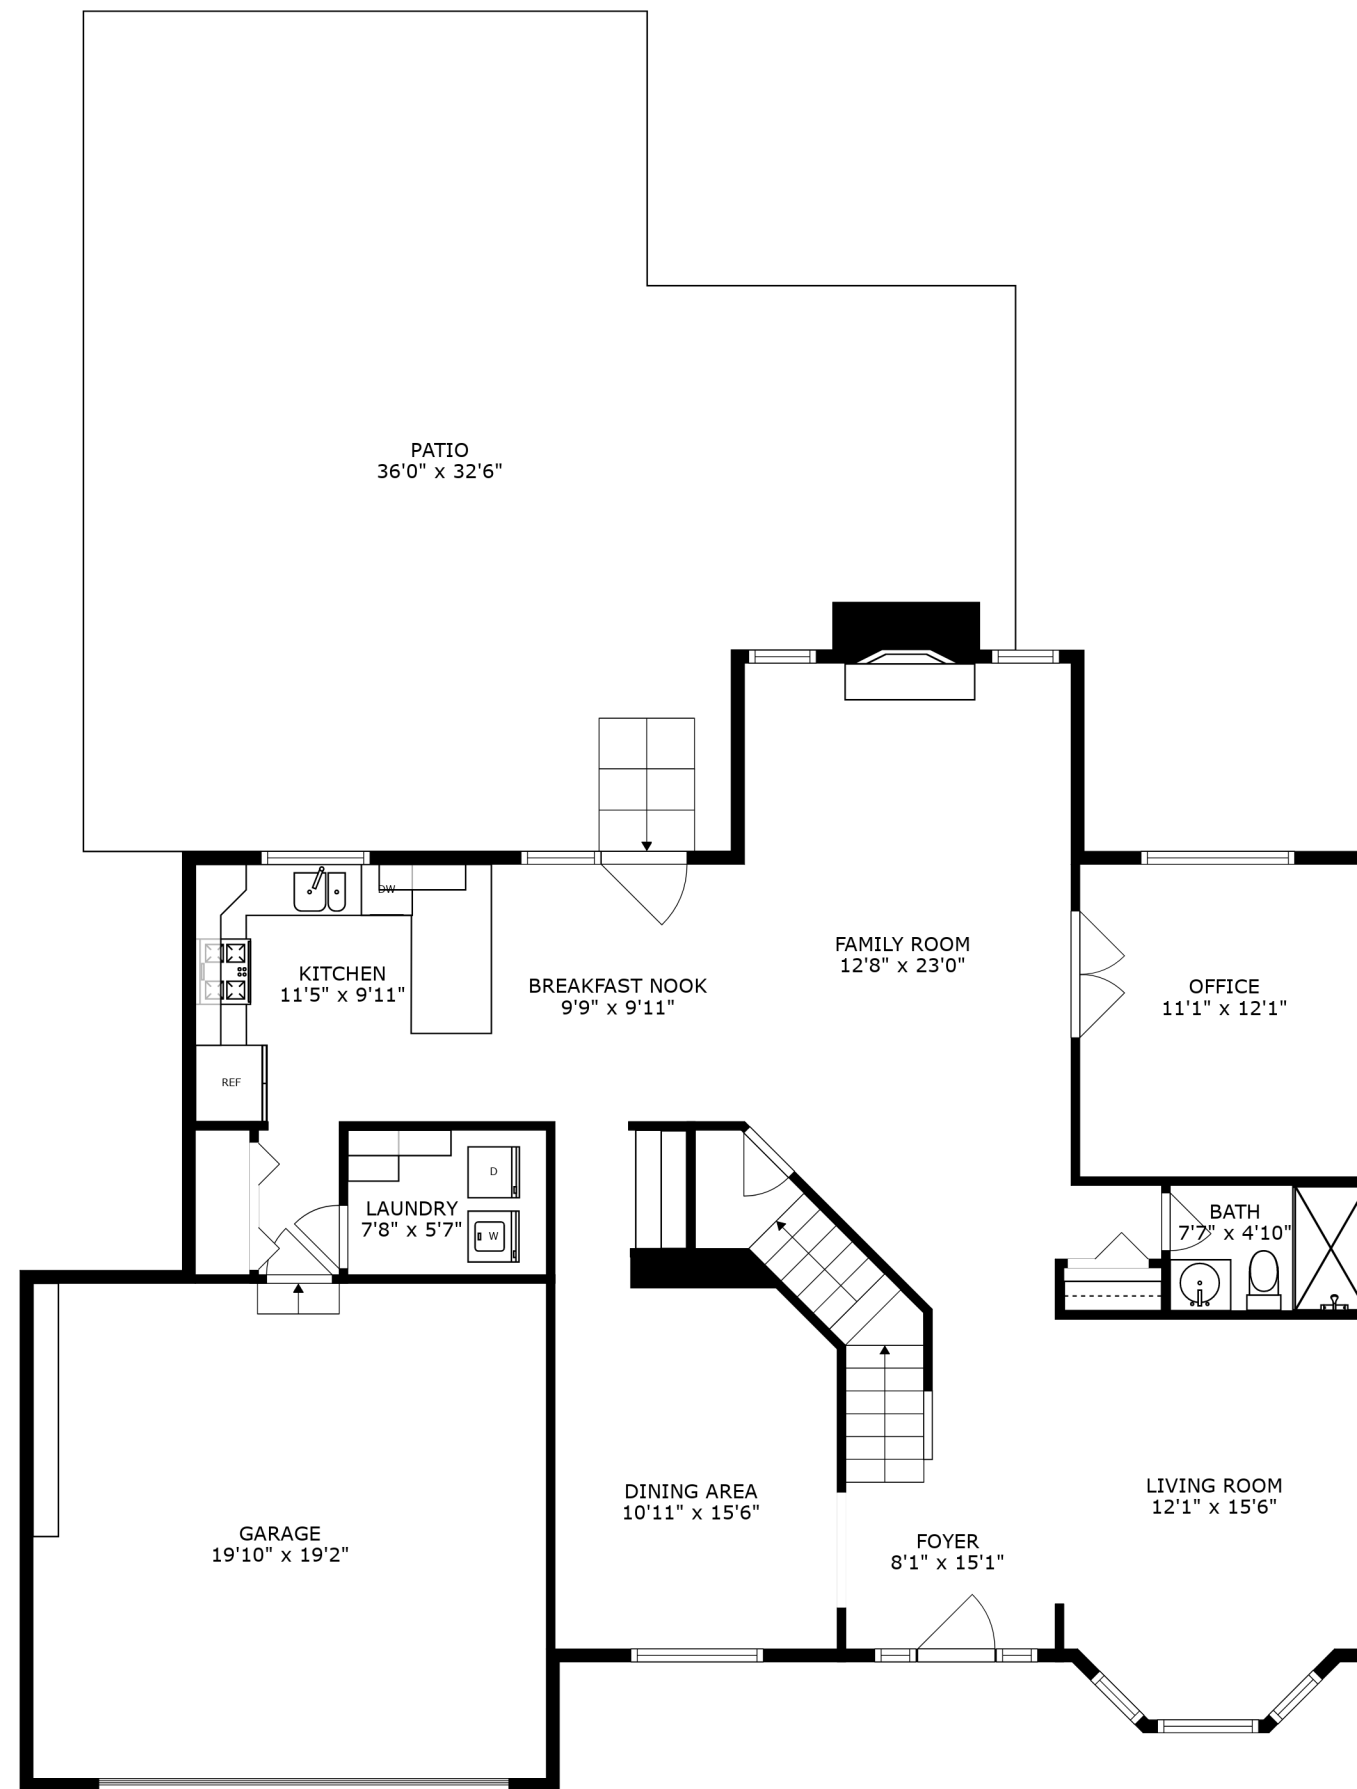 PATIO
36'0" x 32'6"
DW
FAMILY ROOM
12'8" x 23'0"
KITCHEN
11'5" x 9'11"
BREAKFAST NOOK
9'9" x 9'11"
OFFICE
11'1" x 12'1"
REF
D
LAUNDRY
7'8" x 5'7"
W
BATH
7'7" x 4'10"
DINING AREA
10'11" x 15'6"
LIVING ROOM
12'1" x 15'6"
GARAGE
19'10" x 19'2"
FOYER
8'1" x 15'1"